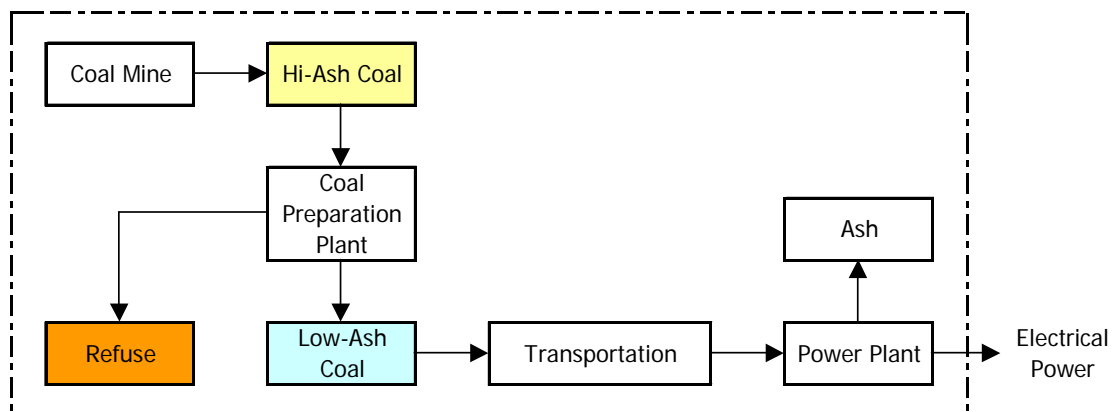 Coal Mine
Hi-Ash Coal
Coal
Preparation
Plant
Ash
Refuse
Low-Ash
Coal
Transportation
Power Plant
Electrical
Power